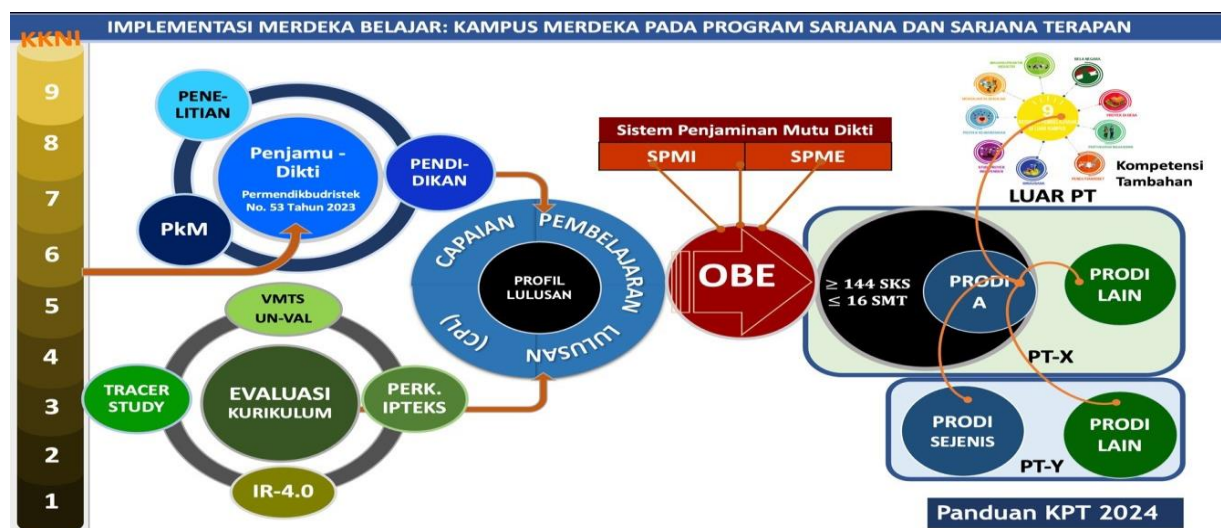 IMPLEMENTASI MERDEKA BELAJAR: KAMPUS MERDEKA PADA PROGRAM SARJANA DAN SARJANA TERAPAN
KKNI
9
8
7
6
5
4
3
2
1
PENE-
LITIAN
Penjamu -
Dikti
Permendikbudristek
No. 53 Tahun 2023
PENDI-
DIKAN
PkM
VMTS
UN-VAL
TRACER
STUDY
EVALUASI
KURIKULUM
PERK.
IPTEKS
IR-4.0
CAPAIAN PEMBELAJARAN
LULUSAN (CPL)
PROFIL
LULUSAN
Sistem Penjaminan Mutu Dikti
SPMI
SPME
OBE
≥ 144 SKS
≤ 16 SMT
PRODI
A
PRODI
LAIN
PT-X
9
Kompetensi
Tambahan
LUAR PT
PRODI
SEJENIS
PRODI
LAIN
PT-Y
Panduan KPT 2024